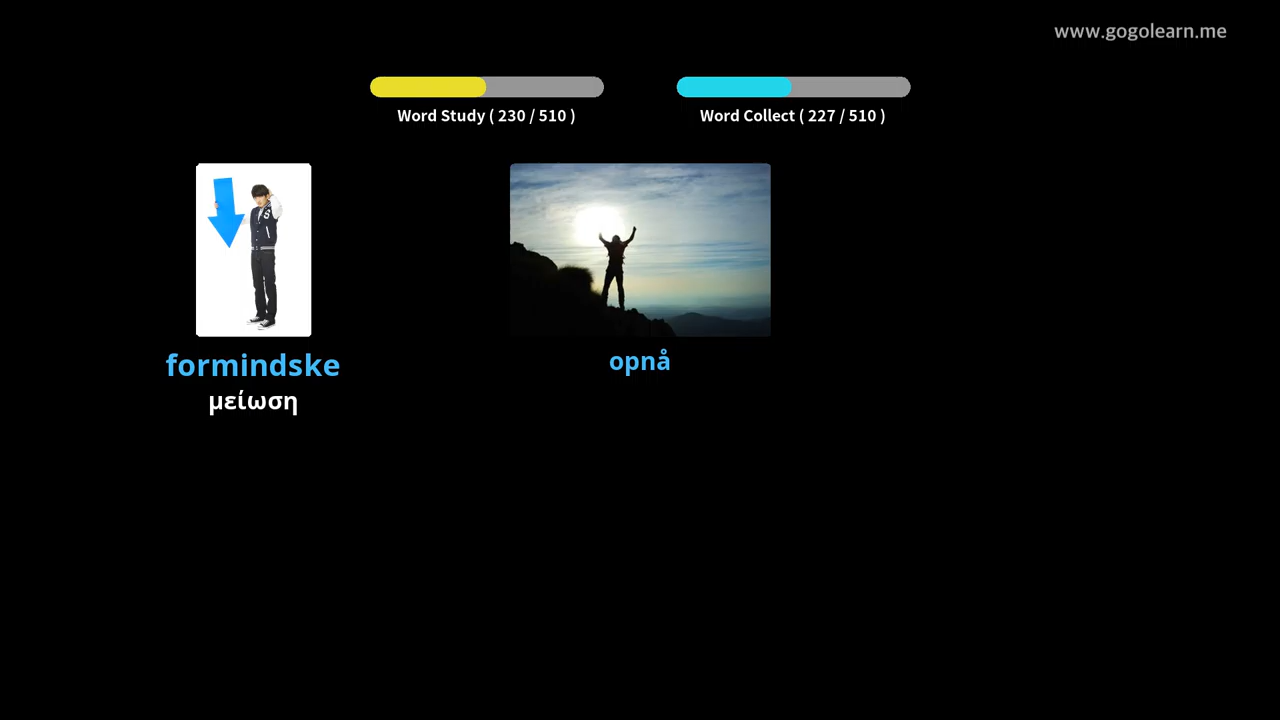 www.gogolearn.me
Word Study ( 230 / 510 )
Word Collect ( 227 / 510 )
S
formindske
μείωση
opnå